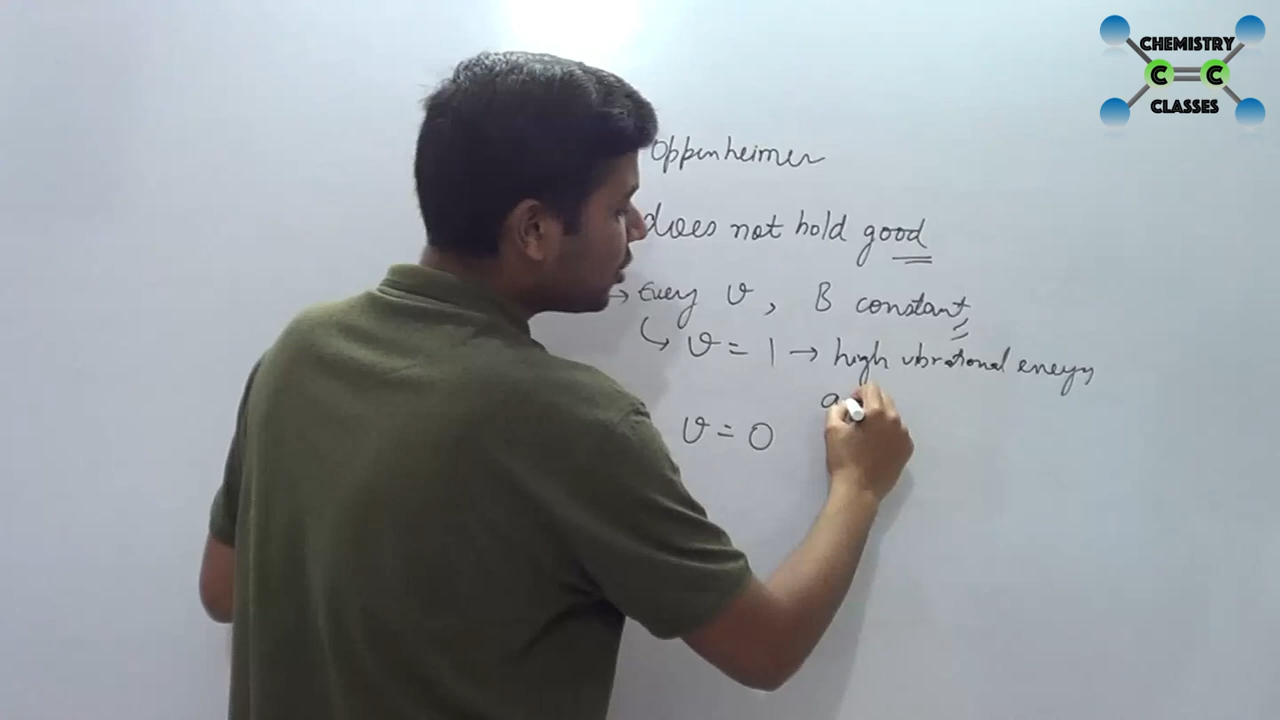 CHEMISTRY
C C
CLASSES
Oppenheimer
does not hold good
→ Every v, B constant
↳ v = 1 → high vibrational energy
a
v = 0